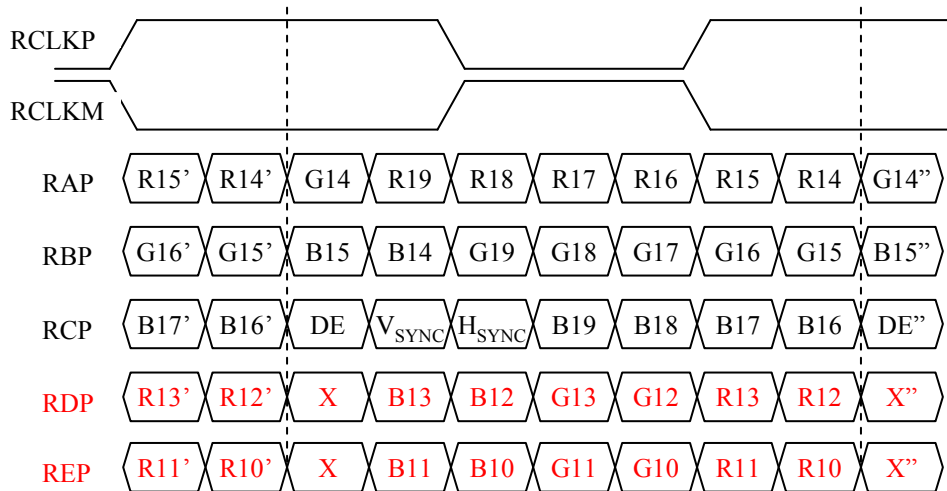 RCLKP
RCLKM
RAP R15’ R14’ G14 R19 R18 R17 R16 R15 R14 G14”
RBP G16’ G15’ B15 B14 G19 G18 G17 G16 G15 B15”
RCP B17’ B16’ DE VSYNC HSYNC B19 B18 B17 B16 DE”
RDP R13’ R12’ X B13 B12 G13 G12 R13 R12 X”
REP R11’ R10’ X B11 B10 G11 G10 R11 R10 X”